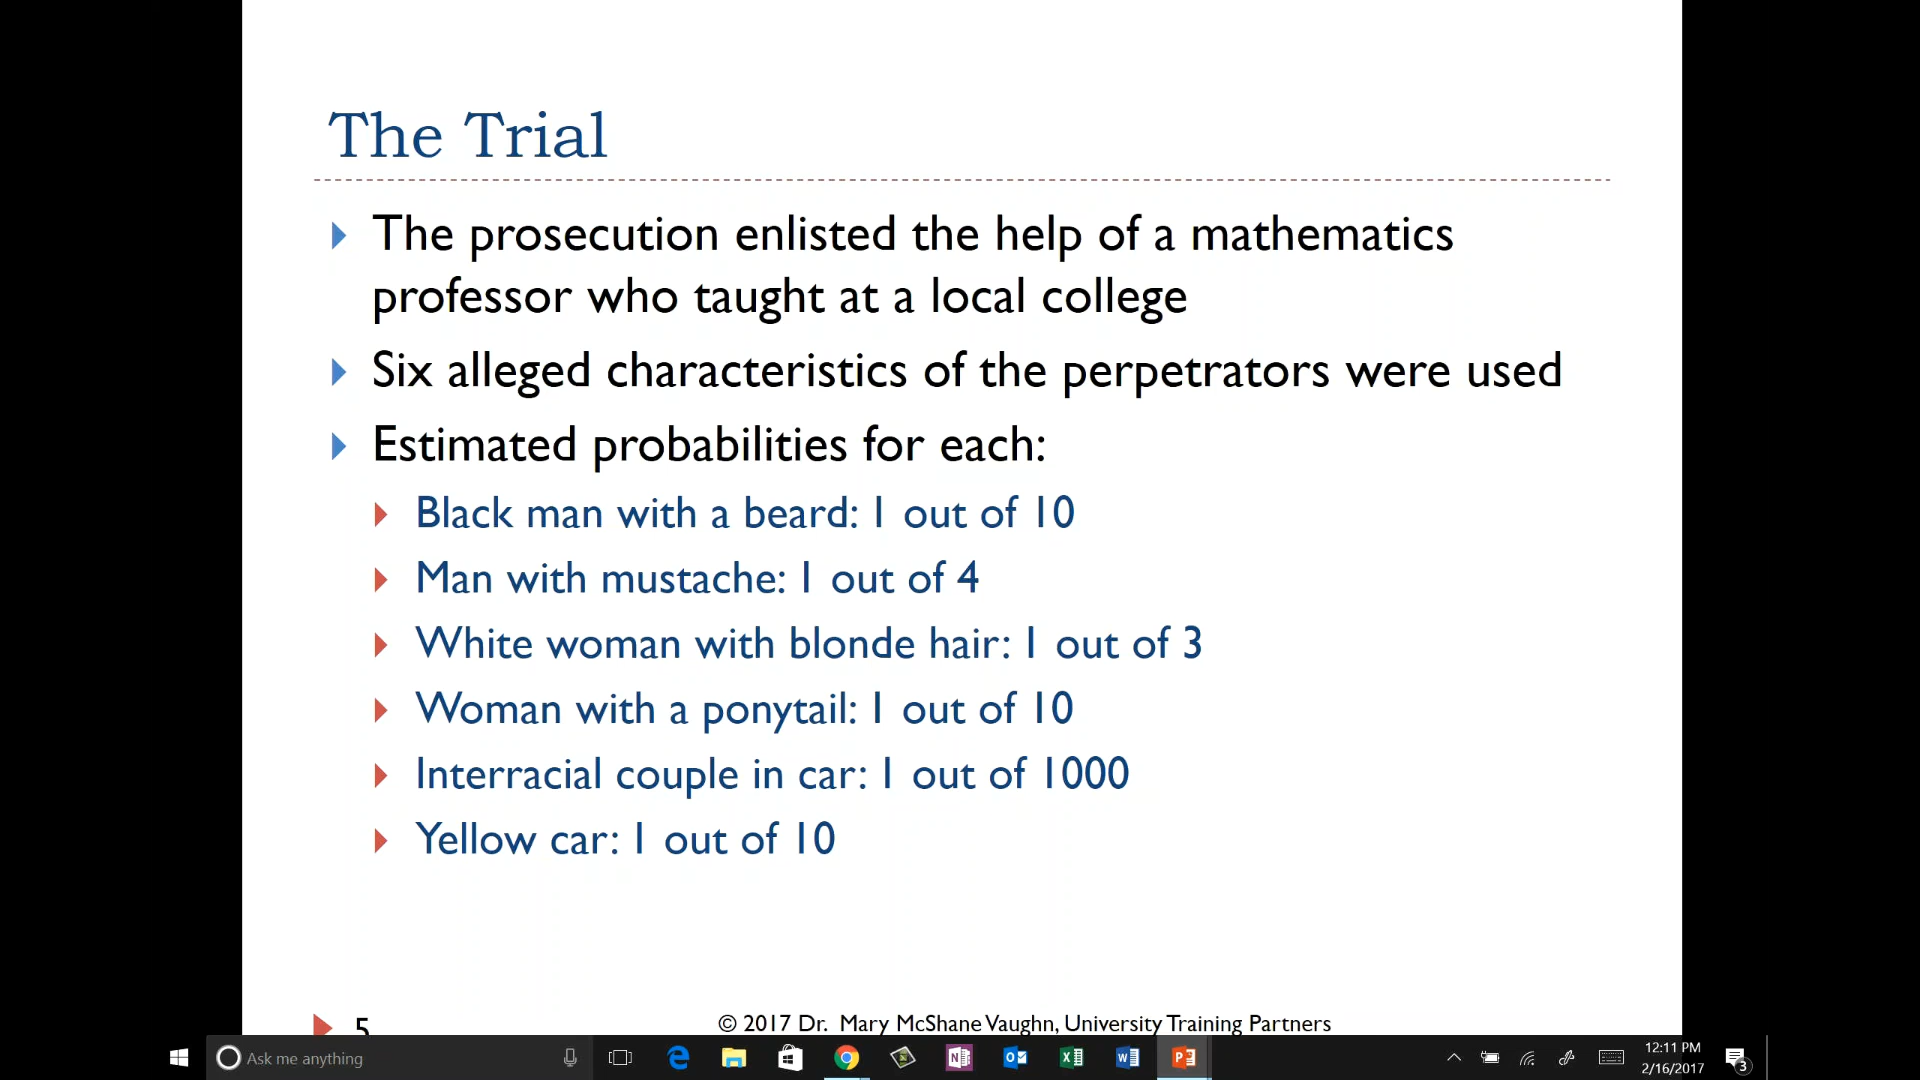 The Trial
The prosecution enlisted the help of a mathematics
professor who taught at a local college
Six alleged characteristics of the perpetrators were used
Estimated probabilities for each:
Black man with a beard: 1 out of 10
Man with mustache: 1 out of 4
White woman with blonde hair: 1 out of 3
Woman with a ponytail: 1 out of 10
Interracial couple in car: 1 out of 1000
Yellow car: 1 out of 10
5
© 2017 Dr. Mary McShane Vaughn, University Training Partners
Ask me anything
12:11 PM
2/16/2017
3